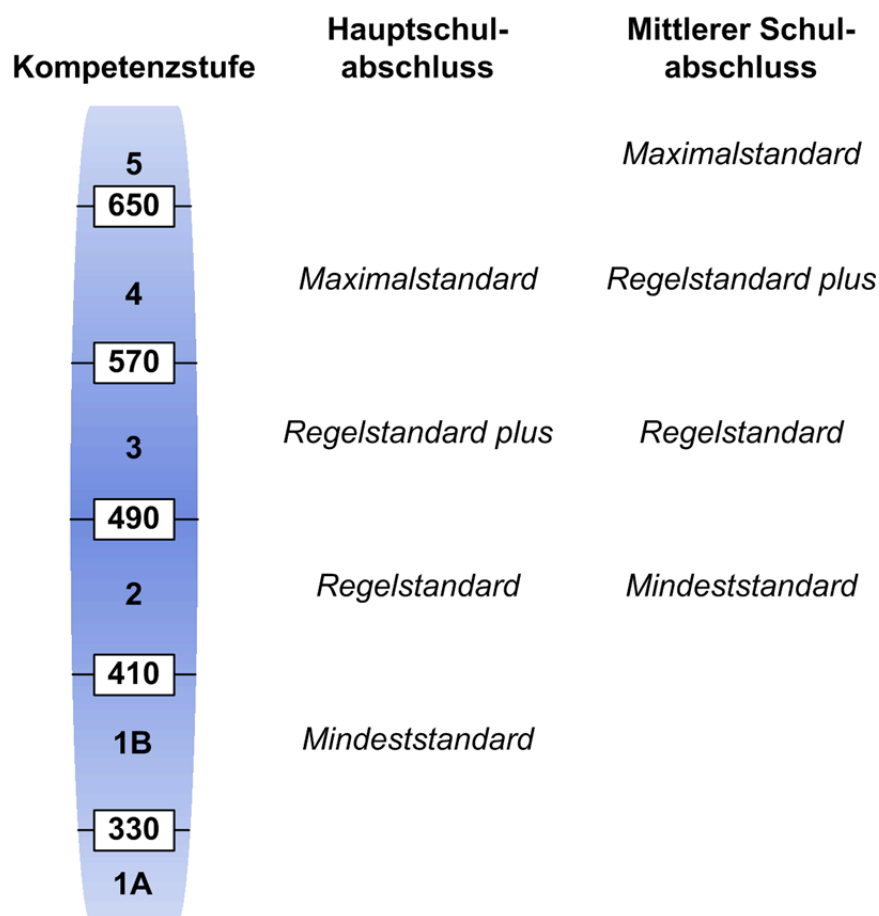 Kompetenzstufe
Hauptschul-
abschluss
Mittlerer Schul-
abschluss
5
Maximalstandard
650
4
Maximalstandard
Regelstandard plus
570
3
Regelstandard plus
Regelstandard
490
2
Regelstandard
Mindeststandard
410
1B
Mindeststandard
330
1A